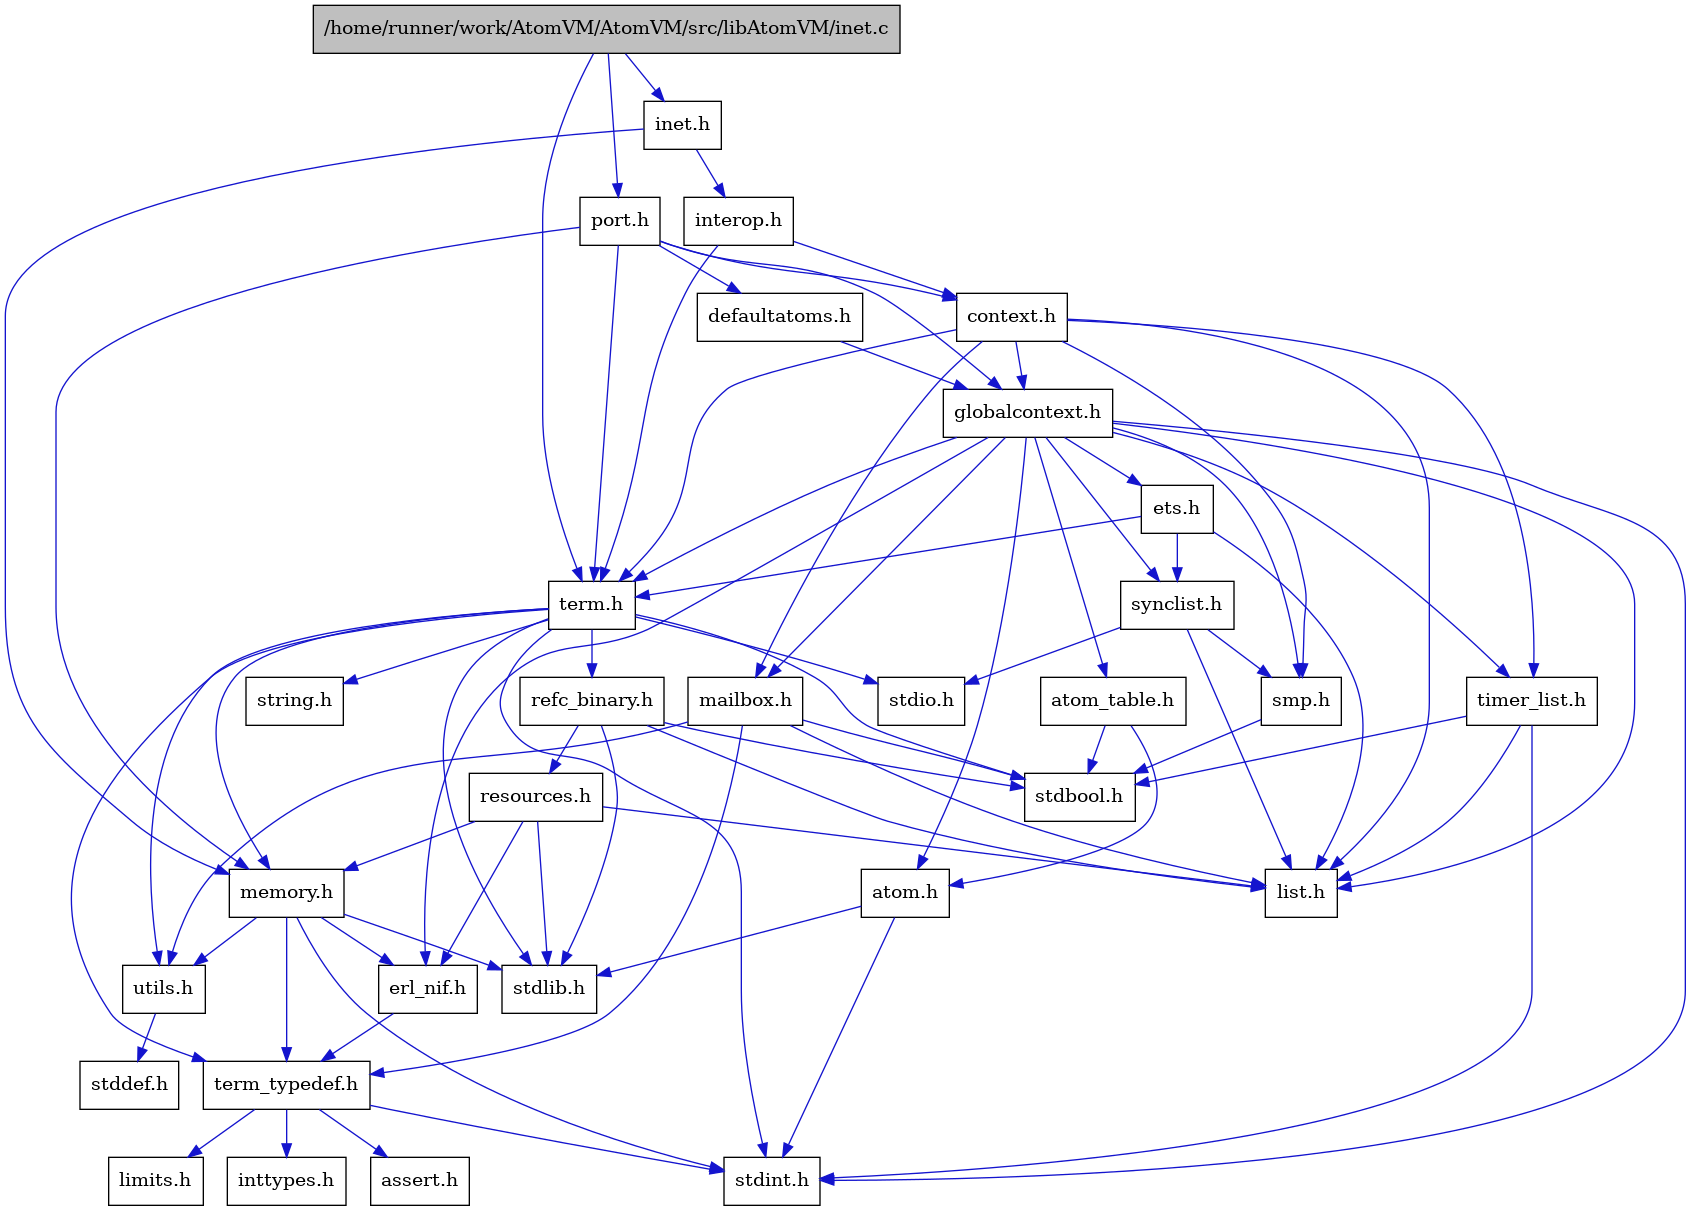 /home/runner/work/AtomVM/AtomVM/src/libAtomVM/inet.c
inet.h
port.h
interop.h
defaultatoms.h
context.h
globalcontext.h
ets.h
term.h
synclist.h
string.h
refc_binary.h
mailbox.h
stdio.h
atom_table.h
smp.h
timer_list.h
resources.h
stdbool.h
memory.h
atom.h
list.h
utils.h
erl_nif.h
stdlib.h
stddef.h
term_typedef.h
limits.h
inttypes.h
assert.h
stdint.h